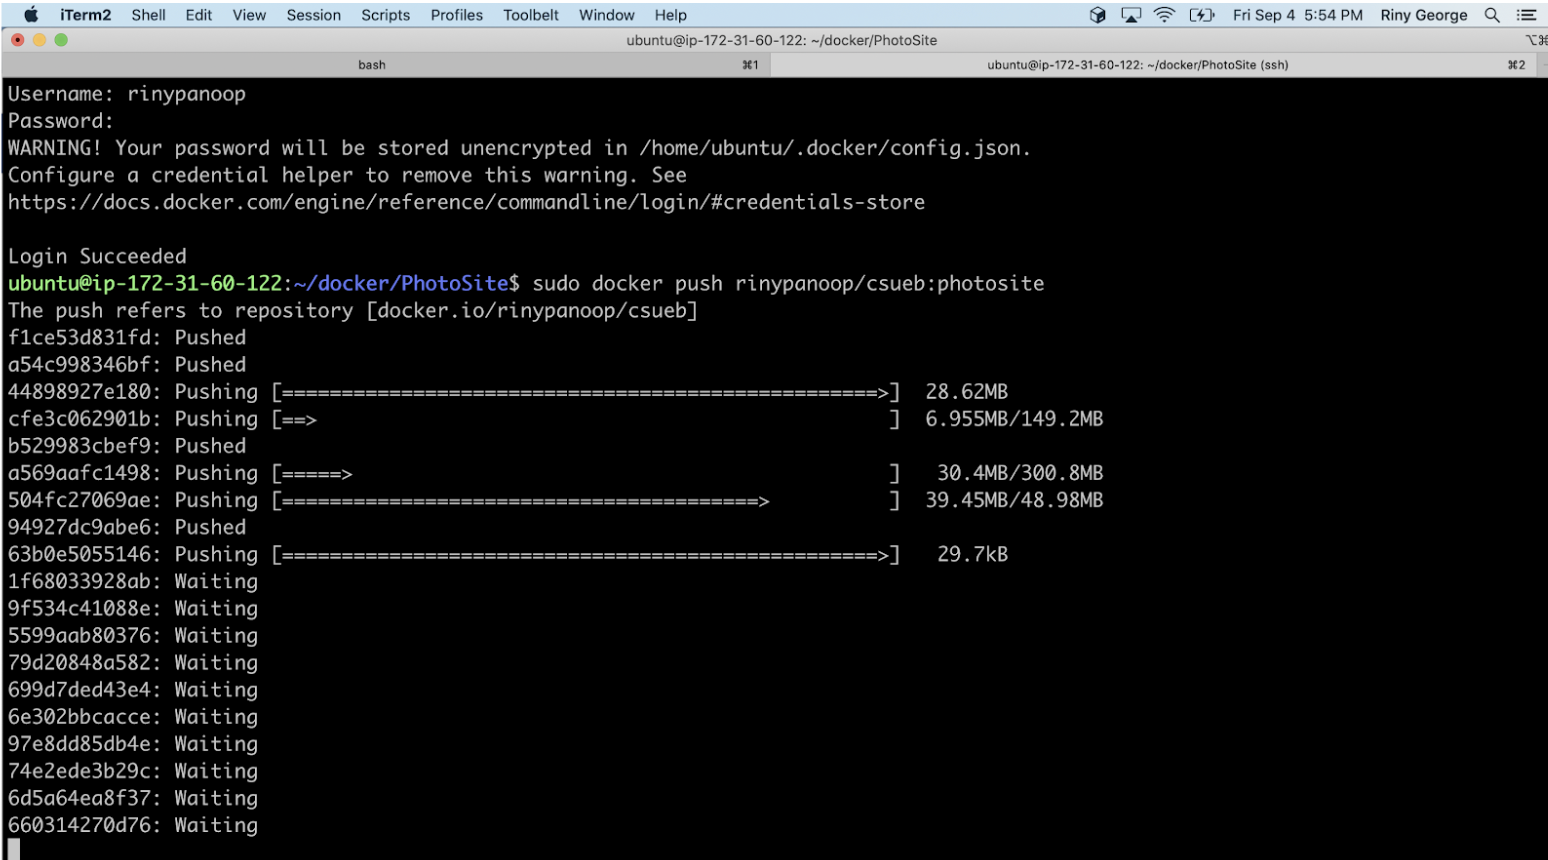 iTerm2 Shell Edit View Session Scripts Profiles Toolbelt Window Help Fri Sep 4 5:54 PM Riny George
ubuntu@ip-172-31-60-122: ~/docker/PhotoSite ⌥⌘
bash ⌘1 ubuntu@ip-172-31-60-122: ~/docker/PhotoSite (ssh) ⌘2
Username: rinypanoop
Password:
WARNING! Your password will be stored unencrypted in /home/ubuntu/.docker/config.json.
Configure a credential helper to remove this warning. See
https://docs.docker.com/engine/reference/commandline/login/#credentials-store
Login Succeeded
ubuntu@ip-172-31-60-122:~/docker/PhotoSite$ sudo docker push rinypanoop/csueb:photosite
The push refers to repository [docker.io/rinypanoop/csueb]
f1ce53d831fd: Pushed
a54c998346bf: Pushed
44898927e180: Pushing [==================================================>] 28.62MB
cfe3c062901b: Pushing [==> ] 6.955MB/149.2MB
b529983cbef9: Pushed
a569aafc1498: Pushing [=====> ] 30.4MB/300.8MB
504fc27069ae: Pushing [========================================> ] 39.45MB/48.98MB
94927dc9abe6: Pushed
63b0e5055146: Pushing [==================================================>] 29.7kB
1f68033928ab: Waiting
9f534c41088e: Waiting
5599aab80376: Waiting
79d20848a582: Waiting
699d7ded43e4: Waiting
6e302bbcacce: Waiting
97e8dd85db4e: Waiting
74e2ede3b29c: Waiting
6d5a64ea8f37: Waiting
660314270d76: Waiting